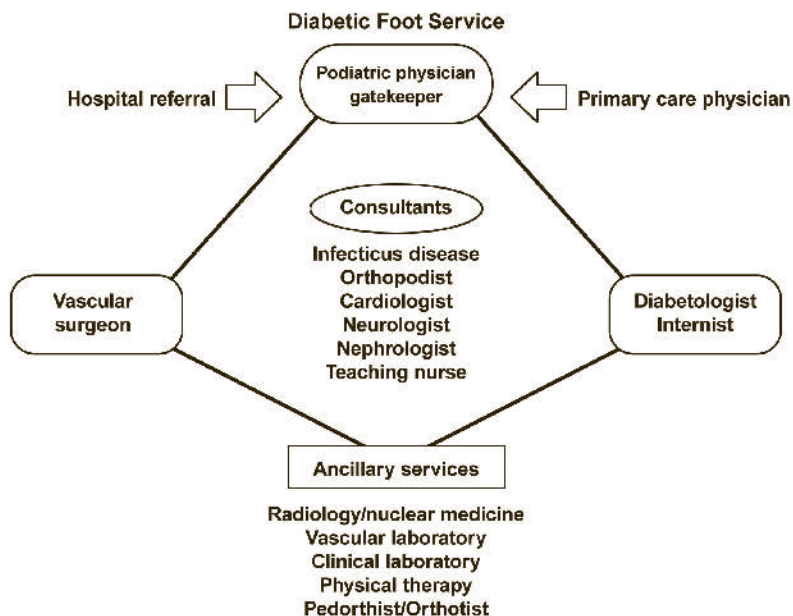 Diabetic Foot Service
Podiatric physician
gatekeeper
Hospital referral
Primary care physician
Consultants
Infecticus disease
Orthopodist
Cardiologist
Neurologist
Nephrologist
Teaching nurse
Vascular
surgeon
Diabetologist
Internist
Ancillary services
Radiology/nuclear medicine
Vascular laboratory
Clinical laboratory
Physical therapy
Pedorthist/Orthotist